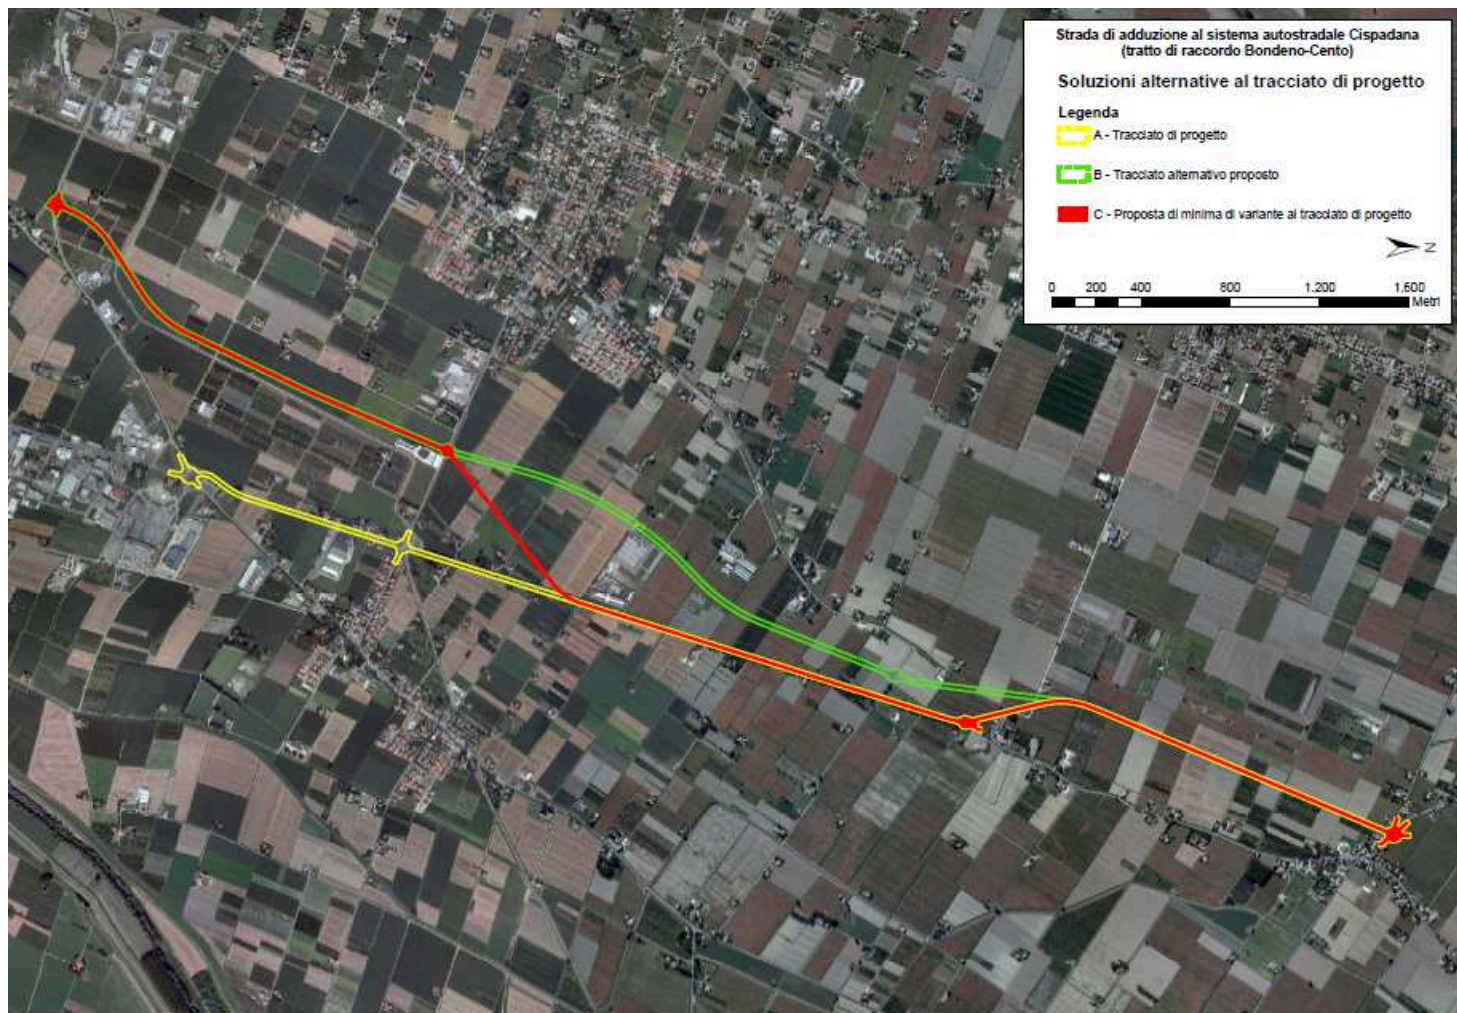 Strada di adduzione al sistema autostradale Cispadana
(tratto di raccordo Bondeno-Cento)
Soluzioni alternative al tracciato di progetto
Legenda
A - Tracciato di progetto
B - Tracciato alternativo proposto
C - Proposta di minima di variante al tracciato di progetto
N
0 200 400 800 1.200 1.600
Metri